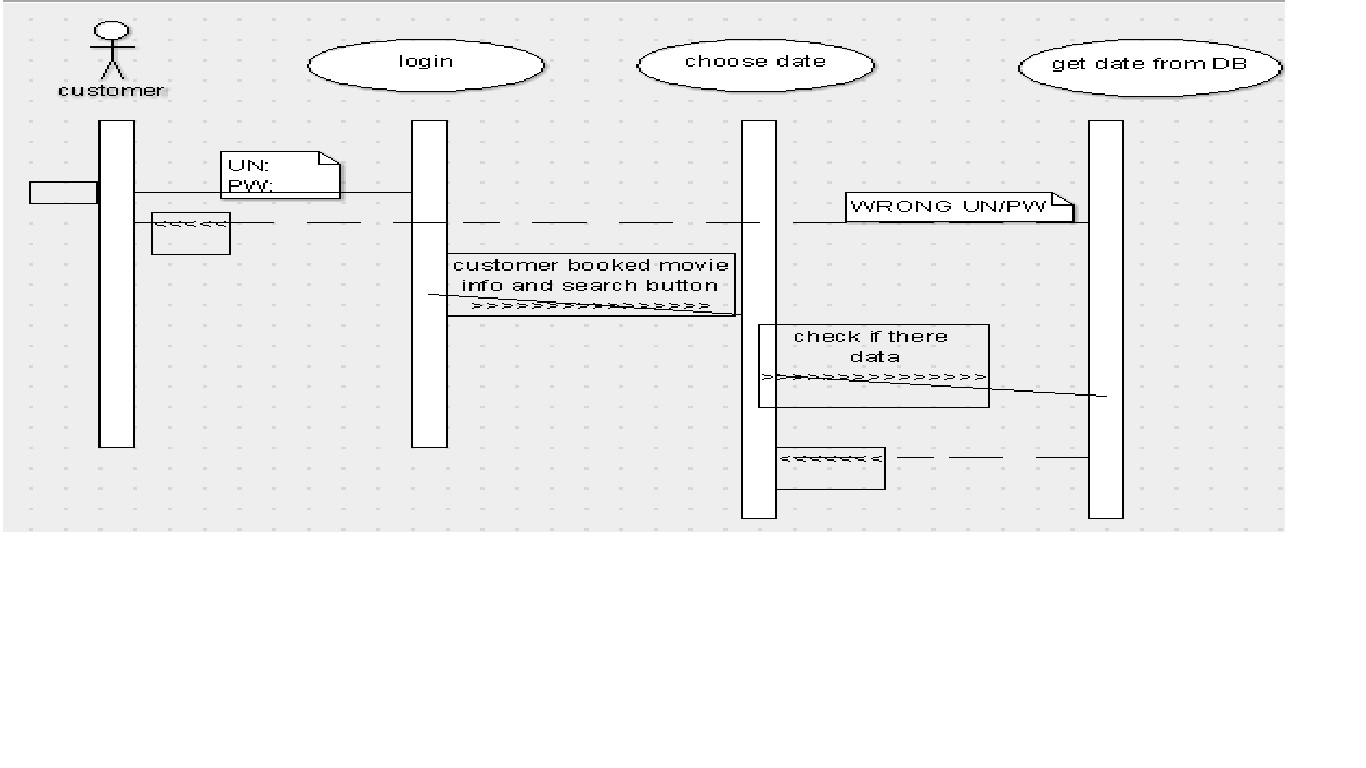 customer
login
choose date
get date from DB
UN:
PW:
WRONG UN/PW
<<<<<
customer booked movie
info and search button
>>>>>>>>>>>>>>
check if there
data
>>>>>>>>>>>>>>
<<<<<<<